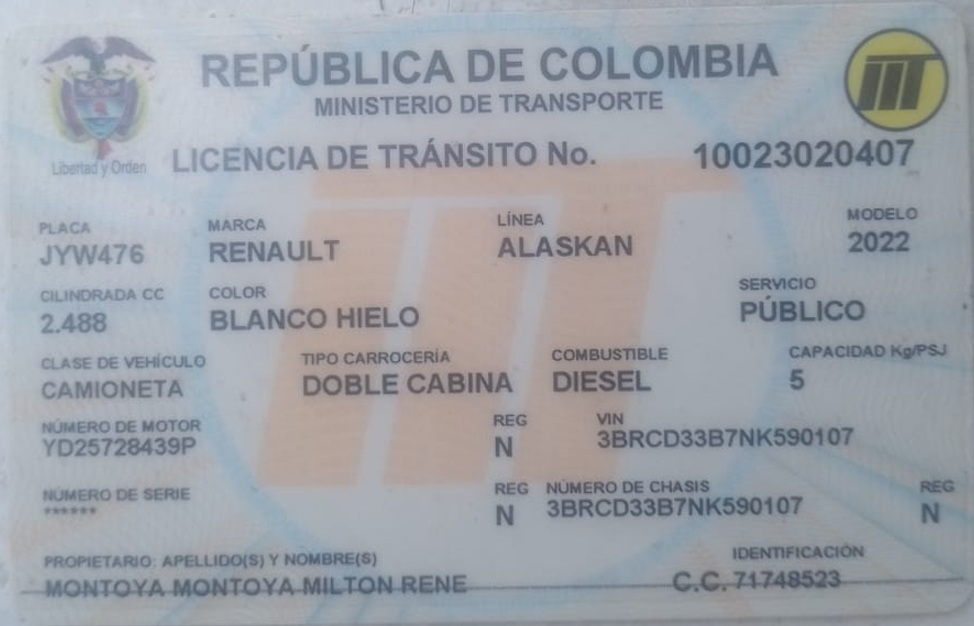 REPÚBLICA DE COLOMBIA
MINISTERIO DE TRANSPORTE
Libertad y Orden
LICENCIA DE TRÁNSITO No. 10023020407
PLACA MARCA LÍNEA MODELO
JYW476 RENAULT ALASKAN 2022
CILINDRADA CC COLOR SERVICIO
2.488 BLANCO HIELO PÚBLICO
CLASE DE VEHÍCULO TIPO CARROCERÍA COMBUSTIBLE CAPACIDAD Kg/PSJ
CAMIONETA DOBLE CABINA DIESEL 5
NÚMERO DE MOTOR REG VIN
YD25728439P N 3BRCD33B7NK590107
NÚMERO DE SERIE REG NÚMERO DE CHASIS REG
****** N 3BRCD33B7NK590107 N
PROPIETARIO: APELLIDO(S) Y NOMBRE(S) IDENTIFICACIÓN
MONTOYA MONTOYA MILTON RENE C.C. 71748523